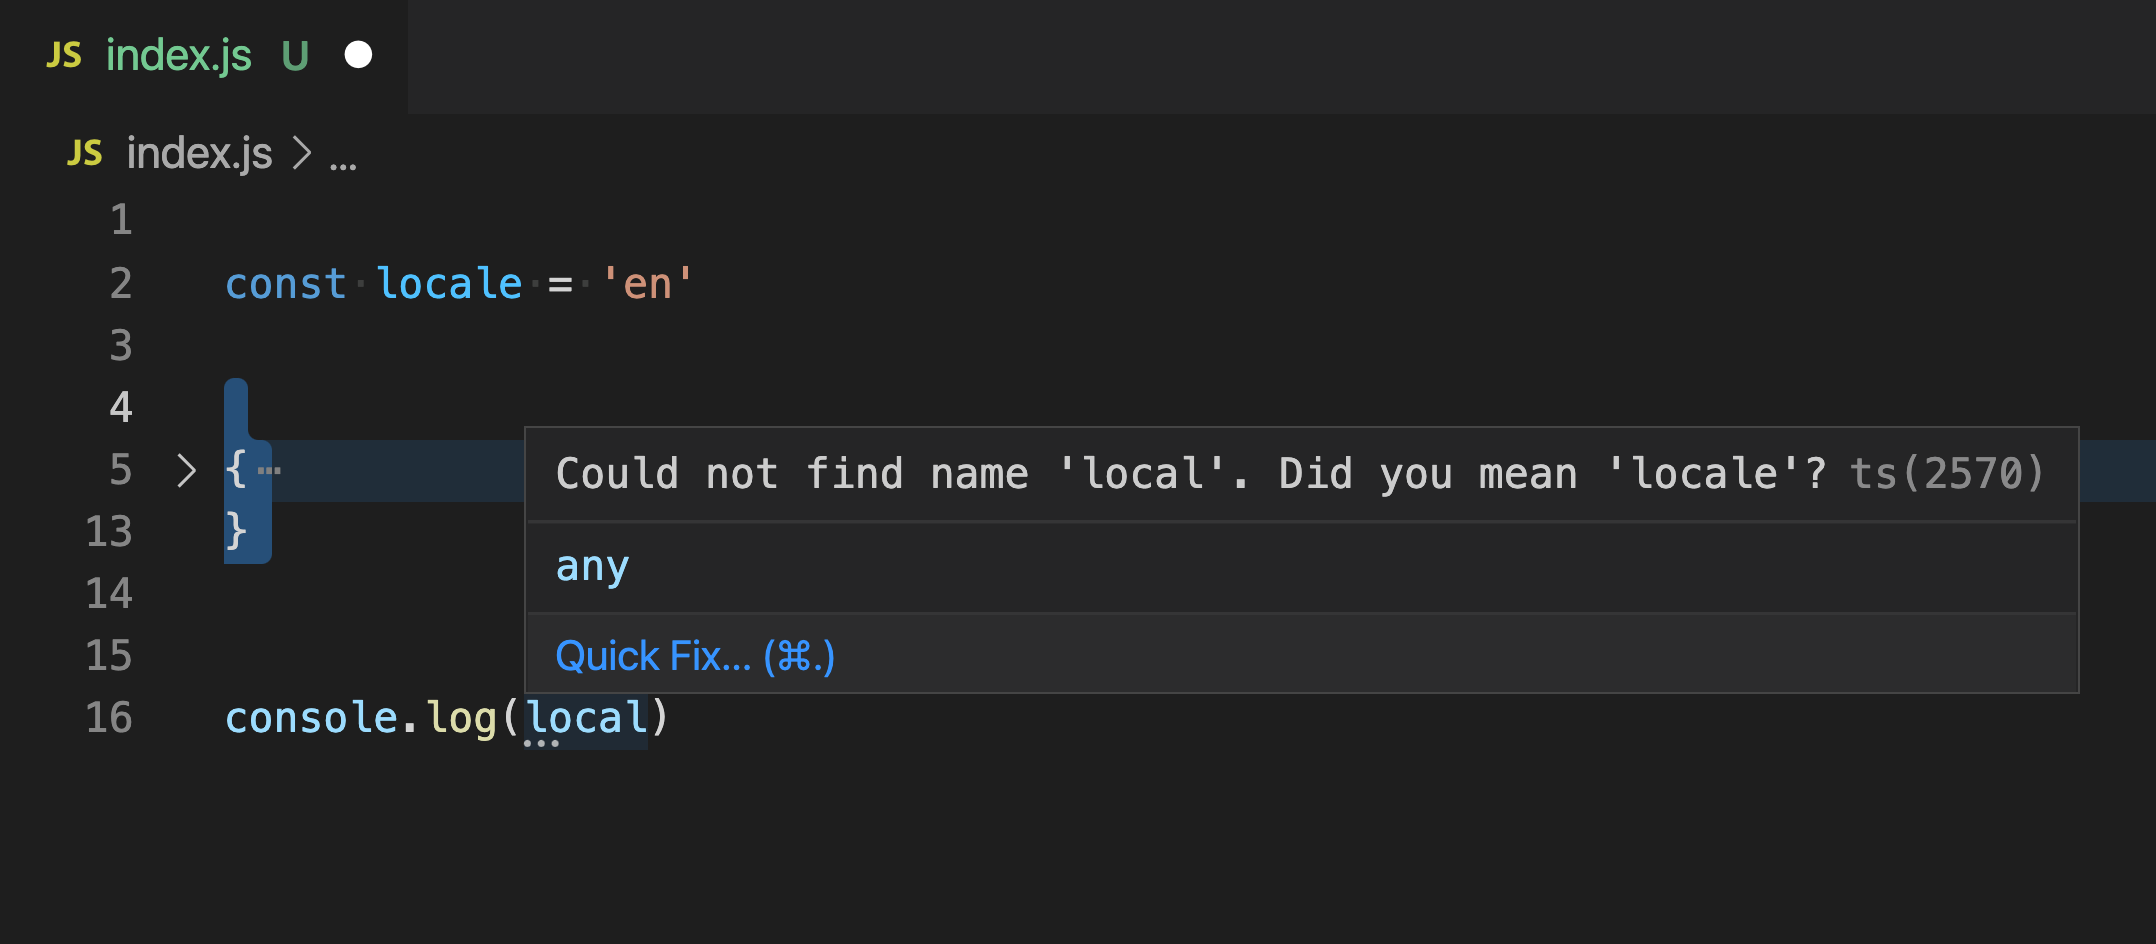 JS index.js U
JS index.js > ...
1
2 const locale = 'en'
3
4
5 > {…
13 }
14
15
16 console.log(local)
Could not find name 'local'. Did you mean 'locale'? ts(2570)
any
Quick Fix... (⌘.)